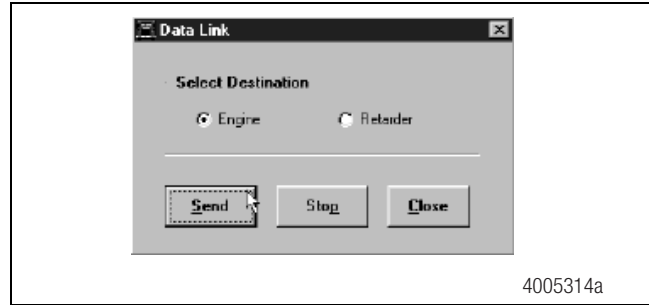 Data Link
Select Destination
Engine Retarder
Send Stop Close
4005314a